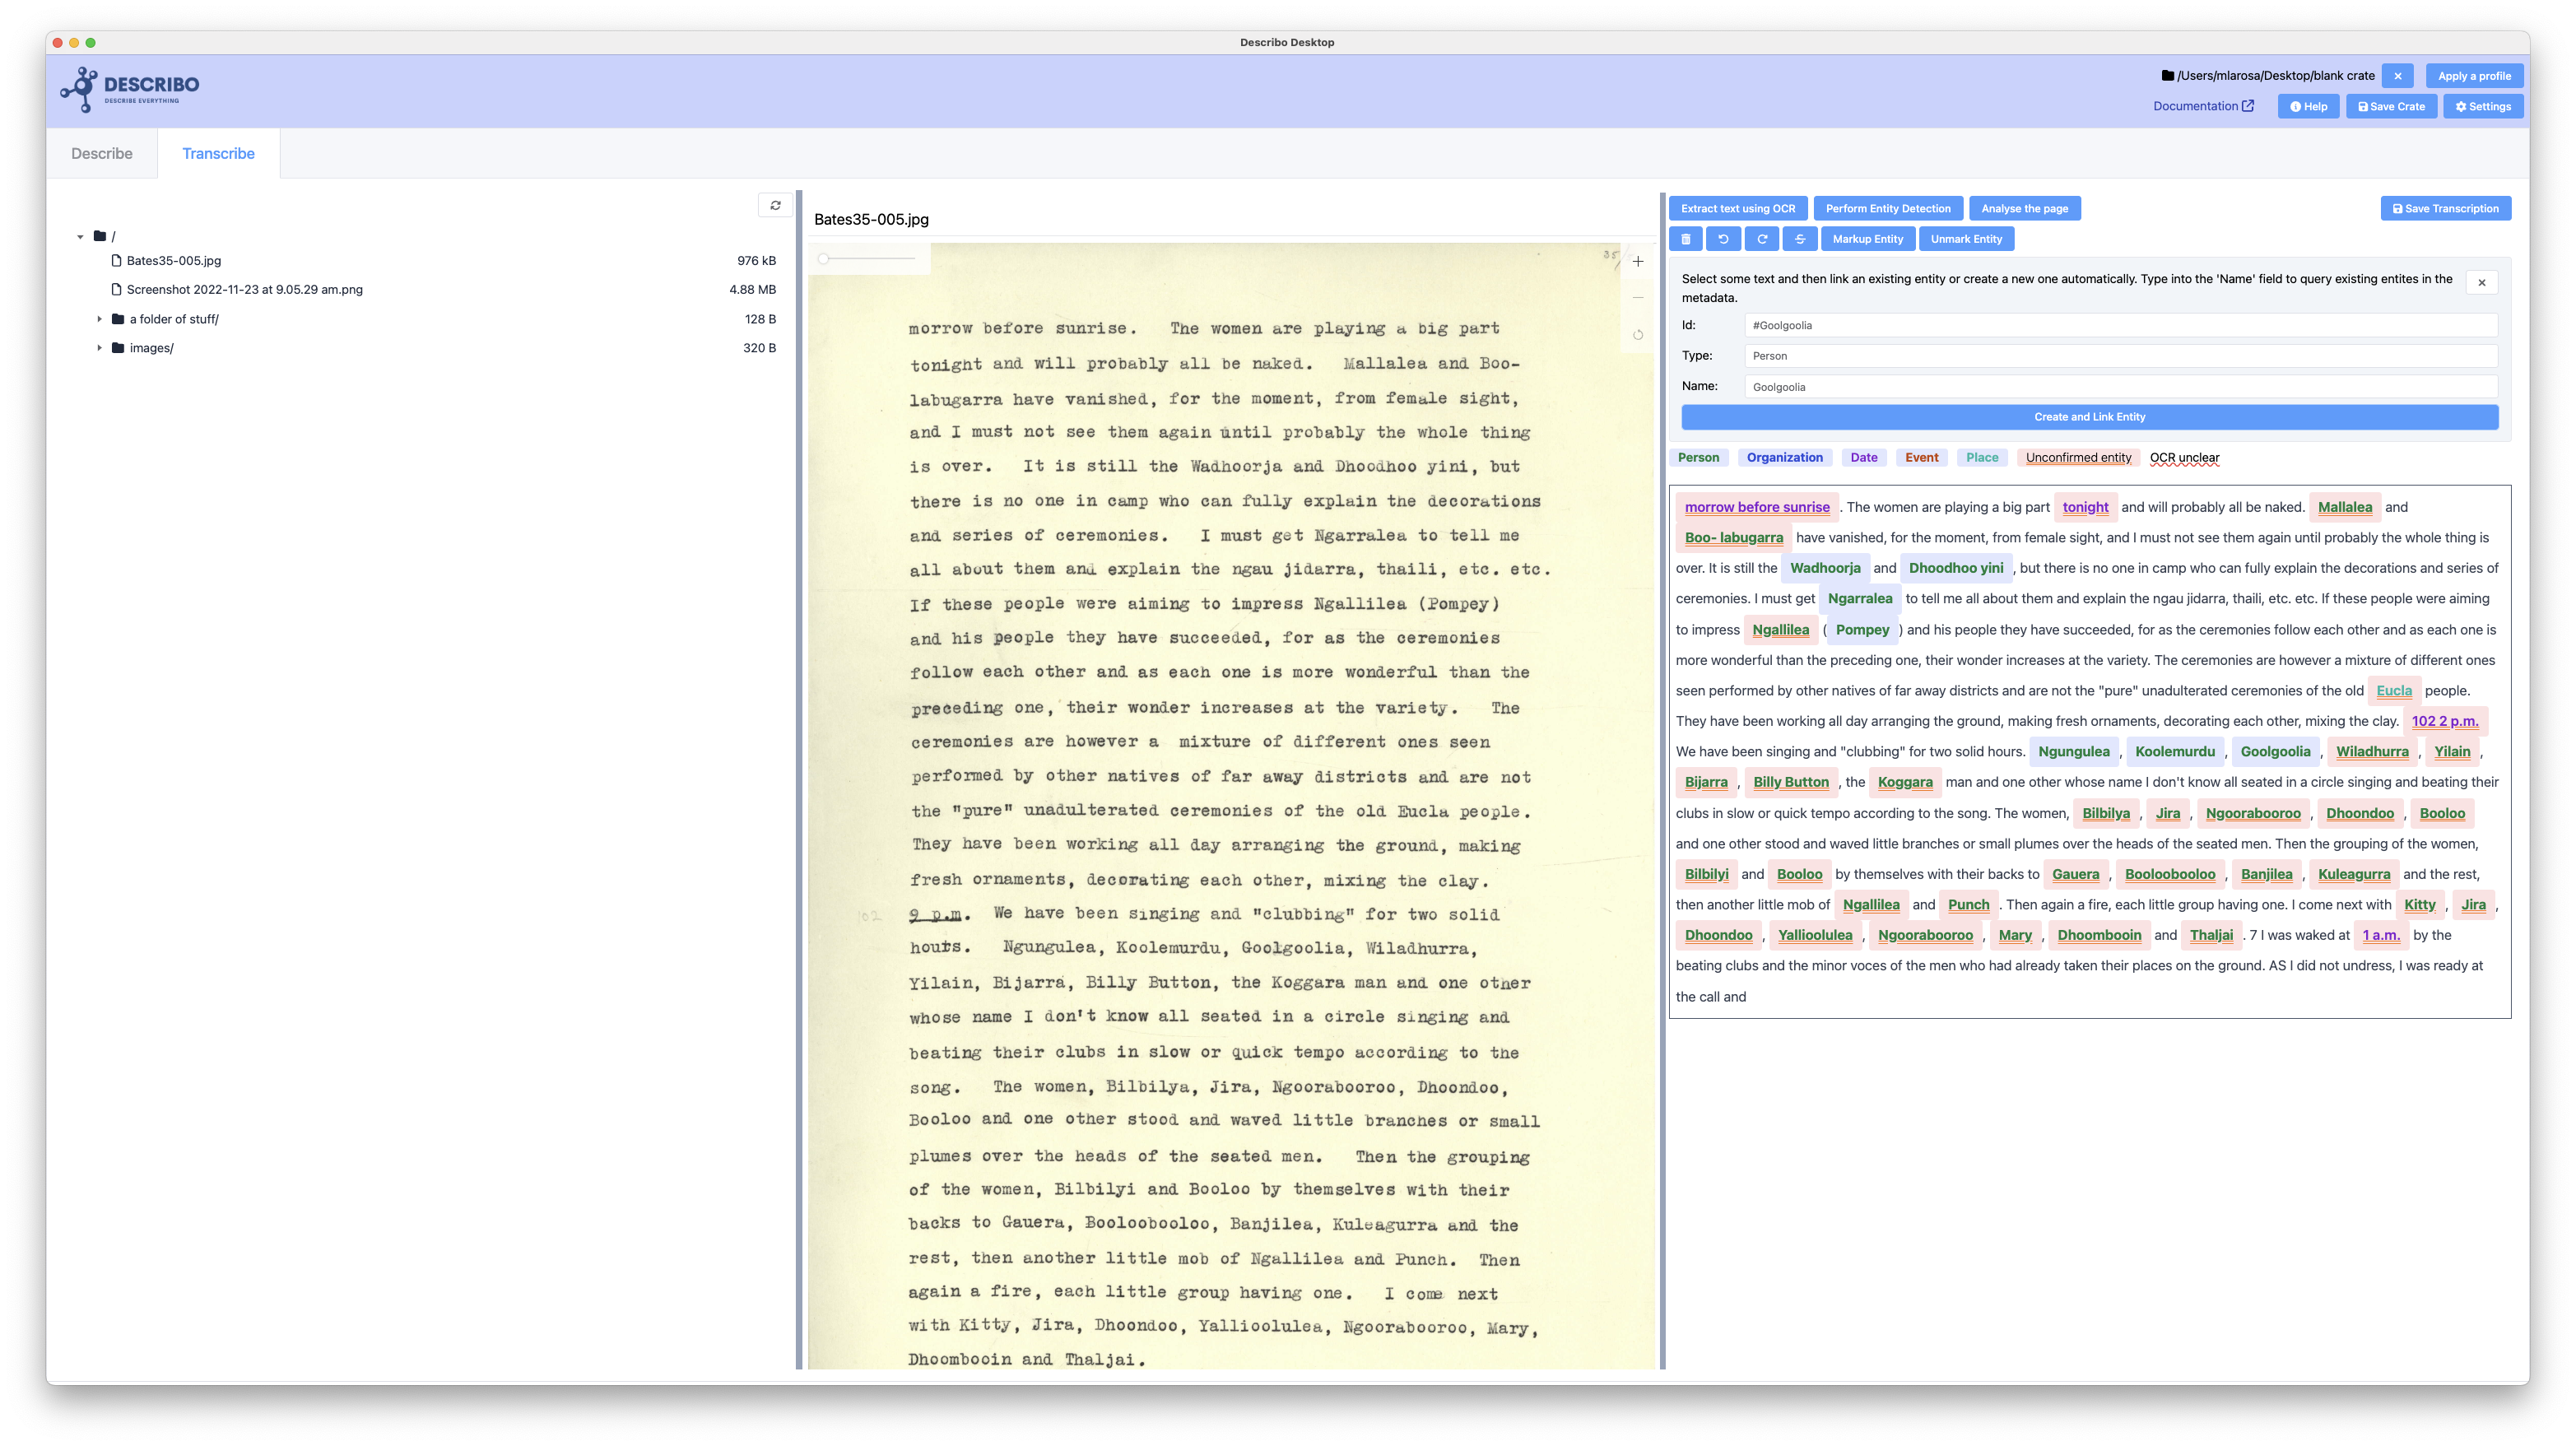 Describo Desktop
DESCRIBO
DESCRIBE EVERYTHING
/Users/mlarosa/Desktop/blank crate
Apply a profile
Documentation
Help
Save Crate
Settings
Describe
Transcribe
/
Bates35-005.jpg 976 kB
Screenshot 2022-11-23 at 9.05.29 am.png 4.88 MB
a folder of stuff/ 128 B
images/ 320 B
Bates35-005.jpg
35/
morrow before sunrise. The women are playing a big part
tonight and will probably all be naked. Mallalea and Boo-
labugarra have vanished, for the moment, from female sight,
and I must not see them again until probably the whole thing
is over. It is still the Wadhoorja and Dhoodhoo yini, but
there is no one in camp who can fully explain the decorations
and series of ceremonies. I must get Ngarralea to tell me
all about them and explain the ngau jidarra, thaili, etc. etc.
If these people were aiming to impress Ngallilea (Pompey)
and his people they have succeeded, for as the ceremonies
follow each other and as each one is more wonderful than the
preceding one, their wonder increases at the variety. The
ceremonies are however a mixture of different ones seen
performed by other natives of far away districts and are not
the "pure" unadulterated ceremonies of the old Eucla people.
They have been working all day arranging the ground, making
fresh ornaments, decorating each other, mixing the clay.
102 9 p.m. We have been singing and "clubbing" for two solid
hours. Ngungulea, Koolemurdu, Goolgoolia, Wiladhurra,
Yilain, Bijarra, Billy Button, the Koggara man and one other
whose name I don't know all seated in a circle singing and
beating their clubs in slow or quick tempo according to the
song. The women, Bilbilya, Jira, Ngoorabooroo, Dhoondoo,
Booloo and one other stood and waved little branches or small
plumes over the heads of the seated men. Then the grouping
of the women, Bilbilyi and Booloo by themselves with their
backs to Gauera, Booloobooloo, Banjilea, Kuleagurra and the
rest, then another little mob of Ngallilea and Punch. Then
again a fire, each little group having one. I come next
with Kitty, Jira, Dhoondoo, Yallioolulea, Ngoorabooroo, Mary,
Dhoombooin and Thaljai.
Extract text using OCR
Perform Entity Detection
Analyse the page
Save Transcription
Markup Entity
Unmark Entity
Select some text and then link an existing entity or create a new one automatically. Type into the 'Name' field to query existing entites in the
metadata.
Id: #Goolgoolia
Type: Person
Name: Goolgoolia
Create and Link Entity
Person Organization Date Event Place Unconfirmed entity OCR unclear
morrow before sunrise . The women are playing a big part tonight and will probably all be naked. Mallalea and
Boo- labugarra have vanished, for the moment, from female sight, and I must not see them again until probably the whole thing is
over. It is still the Wadhoorja and Dhoodhoo yini , but there is no one in camp who can fully explain the decorations and series of
ceremonies. I must get Ngarralea to tell me all about them and explain the ngau jidarra, thaili, etc. etc. If these people were aiming
to impress Ngallilea ( Pompey ) and his people they have succeeded, for as the ceremonies follow each other and as each one is
more wonderful than the preceding one, their wonder increases at the variety. The ceremonies are however a mixture of different ones
seen performed by other natives of far away districts and are not the "pure" unadulterated ceremonies of the old Eucla people.
They have been working all day arranging the ground, making fresh ornaments, decorating each other, mixing the clay. 102 2 p.m.
We have been singing and "clubbing" for two solid hours. Ngungulea , Koolemurdu , Goolgoolia , Wiladhurra , Yilain ,
Bijarra , Billy Button , the Koggara man and one other whose name I don't know all seated in a circle singing and beating their
clubs in slow or quick tempo according to the song. The women, Bilbilya , Jira , Ngoorabooroo , Dhoondoo , Booloo
and one other stood and waved little branches or small plumes over the heads of the seated men. Then the grouping of the women,
Bilbilyi and Booloo by themselves with their backs to Gauera , Booloobooloo , Banjilea , Kuleagurra and the rest,
then another little mob of Ngallilea and Punch . Then again a fire, each little group having one. I come next with Kitty , Jira ,
Dhoondoo , Yallioolulea , Ngoorabooroo , Mary , Dhoombooin and Thaljai . 7 I was waked at 1 a.m. by the
beating clubs and the minor voces of the men who had already taken their places on the ground. AS I did not undress, I was ready at
the call and